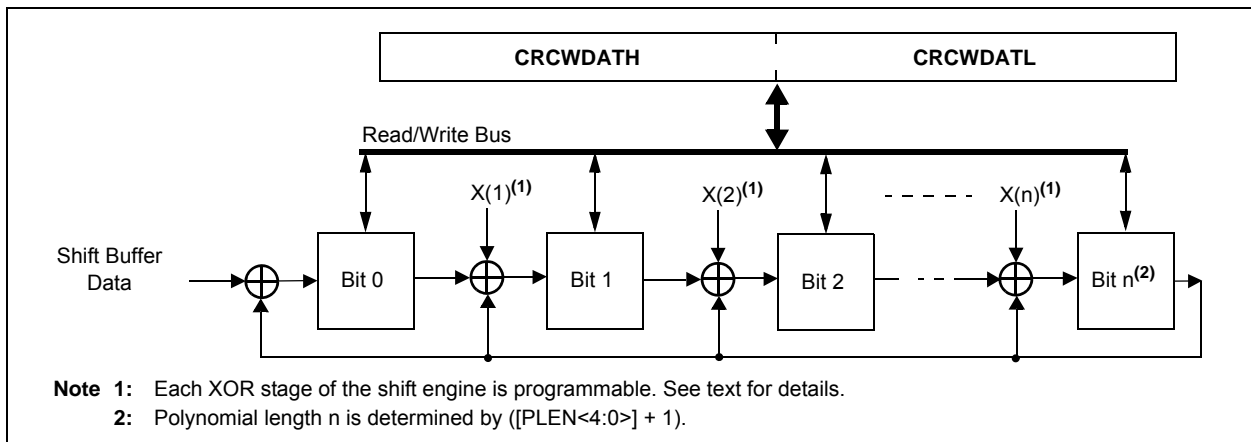 CRCWDATH CRCWDATL
Read/Write Bus
X(1)(1) X(2)(1) X(n)(1)
Shift Buffer
Data
Bit 0 Bit 1 Bit 2 Bit n(2)
Note 1: Each XOR stage of the shift engine is programmable. See text for details.
2: Polynomial length n is determined by ([PLEN<4:0>] + 1).